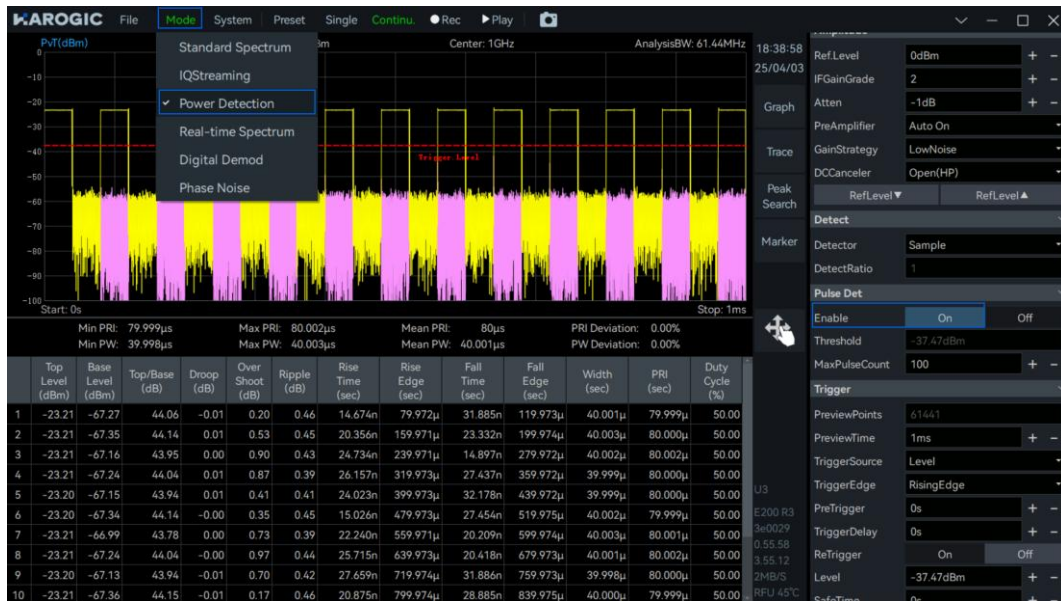 HAROGIC File Mode System Preset Single Continu. Rec Play
PvT(dBm)
Center: 1GHz
AnalysisBW: 61.44MHz
0
-10
-20
-30
-40
-50
-60
-70
-80
-90
-100
Standard Spectrum
IQStreaming
Power Detection
Real-time Spectrum
Digital Demod
Phase Noise
Trigger Level
Start: 0s
Stop: 1ms
18:38:58
25/04/03
Graph
Trace
Peak
Search
Marker
Min PRI: 79.999μs Max PRI: 80.002μs Mean PRI: 80μs PRI Deviation: 0.00%
Min PW: 39.998μs Max PW: 40.003μs Mean PW: 40.001μs PW Deviation: 0.00%
Top Level (dBm) Base Level (dBm) Top/Base (dB) Droop (dB) Over Shoot (dB) Ripple (dB) Rise Time (sec) Rise Edge (sec) Fall Time (sec) Fall Edge (sec) Width (sec) PRI (sec) Duty Cycle (%)
1 -23.21 -67.27 44.06 -0.01 0.20 0.46 14.674n 79.972μ 31.885n 119.973μ 40.001μ 79.999μ 50.00
2 -23.21 -67.35 44.14 0.01 0.53 0.45 20.356n 159.971μ 23.332n 199.974μ 40.003μ 80.000μ 50.00
3 -23.21 -67.16 43.95 0.00 0.90 0.43 24.734n 239.971μ 14.897n 279.972μ 40.002μ 80.002μ 50.00
4 -23.21 -67.24 44.04 0.01 0.87 0.39 26.157n 319.973μ 27.437n 359.972μ 39.999μ 80.000μ 50.00
5 -23.20 -67.15 43.94 0.01 0.41 0.41 24.023n 399.973μ 32.178n 439.972μ 39.999μ 80.000μ 50.00
6 -23.20 -67.34 44.14 -0.00 0.35 0.45 15.026n 479.973μ 27.454n 519.975μ 40.002μ 79.999μ 50.00
7 -23.21 -66.99 43.78 0.00 0.73 0.39 22.240n 559.971μ 20.209n 599.974μ 40.003μ 80.001μ 50.00
8 -23.21 -67.24 44.04 -0.00 0.97 0.44 25.715n 639.973μ 20.418n 679.973μ 40.001μ 80.002μ 50.00
9 -23.20 -67.13 43.94 -0.01 0.70 0.42 27.659n 719.974μ 31.886n 759.973μ 39.998μ 80.000μ 50.00
10 -23.21 -67.36 44.15 -0.01 0.17 0.46 20.875n 799.974μ 28.885n 839.975μ 40.000μ 79.999μ 50.00
U3
E200 R3
3e0029
0.55.58
3.55.12
2MB/S
RFU 45℃
Amplitude
Ref.Level 0dBm + -
IFGainGrade 2 + -
Atten -1dB + -
PreAmplifier Auto On
GainStrategy LowNoise
DCCanceler Open(HP)
RefLevel▼ RefLevel▲
Detect
Detector Sample
DetectRatio 1
Pulse Det
Enable On Off
Threshold -37.47dBm
MaxPulseCount 100 + -
Trigger
PreviewPoints 61441
PreviewTime 1ms + -
TriggerSource Level
TriggerEdge RisingEdge
PreTrigger 0s + -
TriggerDelay 0s + -
ReTrigger On Off
Level -37.47dBm + -
SafeTime 0s + -